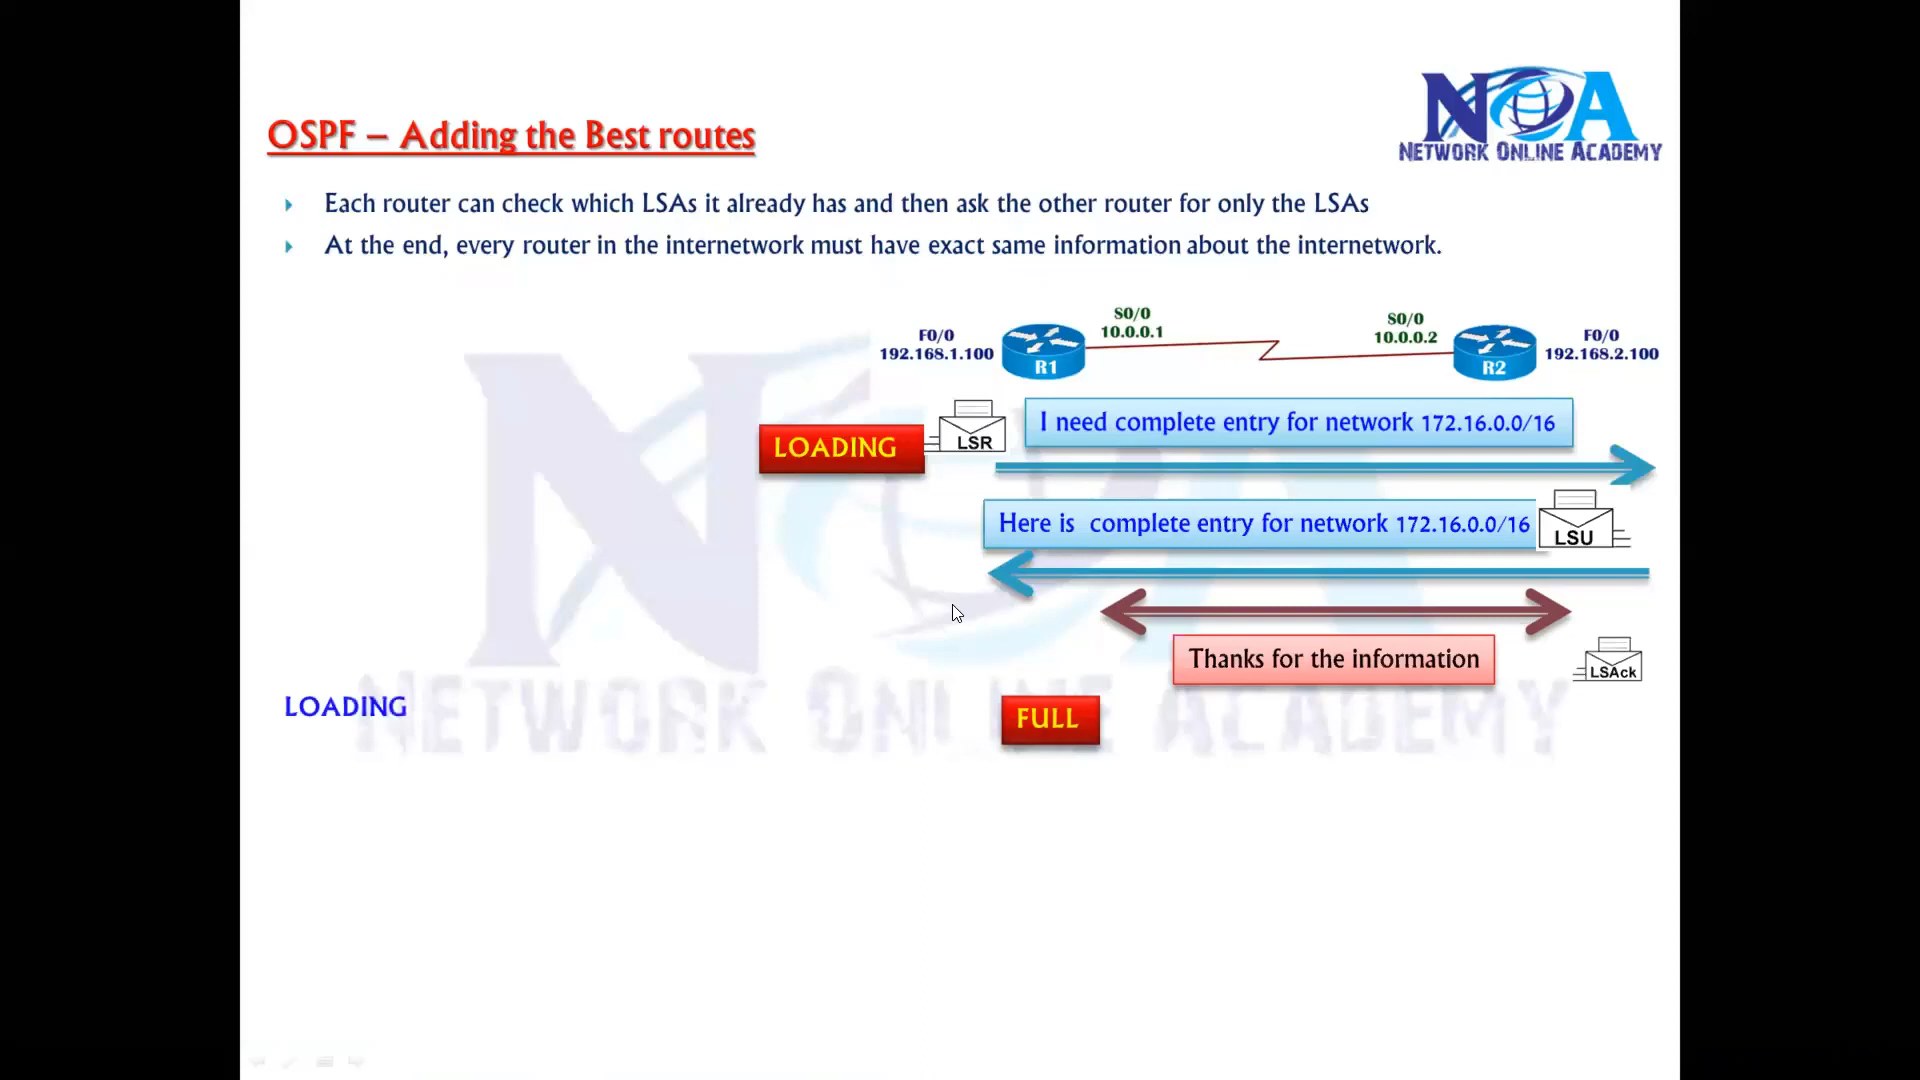 NOA
NETWORK ONLINE ACADEMY
OSPF – Adding the Best routes
Each router can check which LSAs it already has and then ask the other router for only the LSAs
At the end, every router in the internetwork must have exact same information about the internetwork.
F0/0
192.168.1.100
R1
S0/0
10.0.0.1
S0/0
10.0.0.2
R2
F0/0
192.168.2.100
LOADING
LSR
I need complete entry for network 172.16.0.0/16
Here is complete entry for network 172.16.0.0/16
LSU
Thanks for the information
LSAck
LOADING
FULL
NOA
NETWORK ONLINE ACADEMY